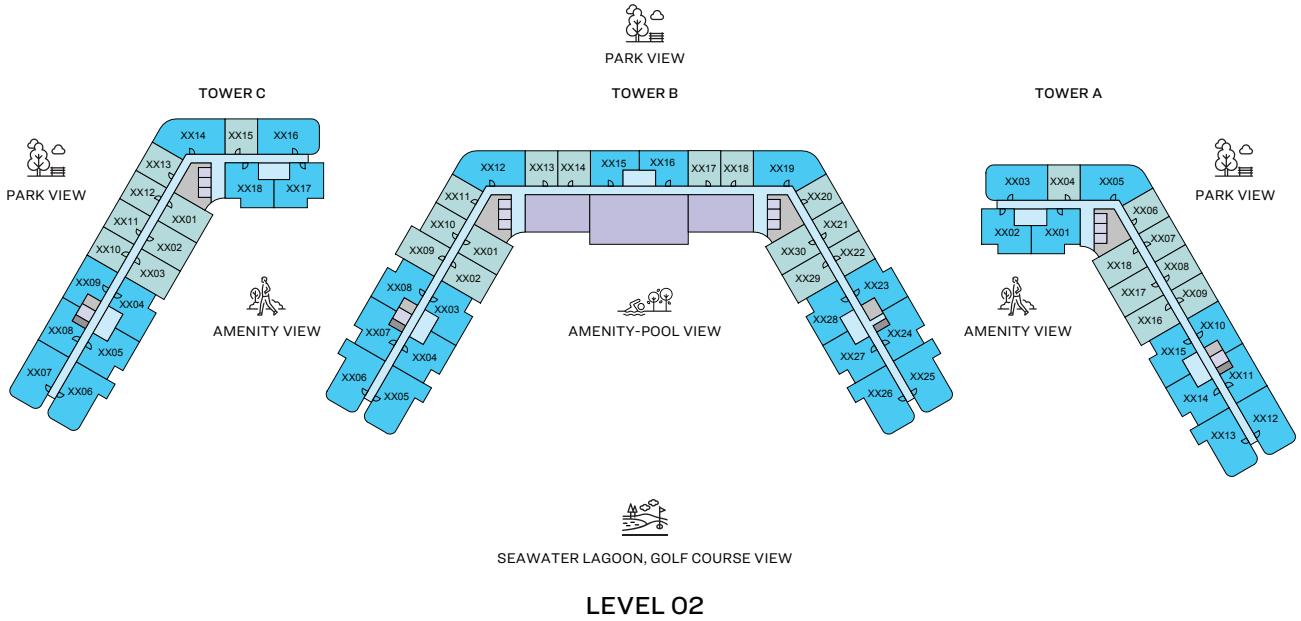 PARK VIEW
TOWER C
TOWER B
TOWER A
PARK VIEW
PARK VIEW
XX14
XX15
XX16
XX13
XX12
XX11
XX10
XX09
XX08
XX07
XX06
XX05
XX04
XX03
XX02
XX01
XX18
XX17
XX12
XX13
XX14
XX15
XX16
XX17
XX18
XX19
XX11
XX10
XX09
XX08
XX07
XX06
XX05
XX04
XX03
XX02
XX01
XX20
XX21
XX22
XX23
XX24
XX25
XX26
XX27
XX28
XX29
XX30
XX03
XX04
XX05
XX02
XX01
XX06
XX07
XX08
XX09
XX10
XX11
XX12
XX13
XX14
XX15
XX16
XX17
XX18
AMENITY VIEW
AMENITY-POOL VIEW
AMENITY VIEW
SEAWATER LAGOON, GOLF COURSE VIEW
LEVEL 02